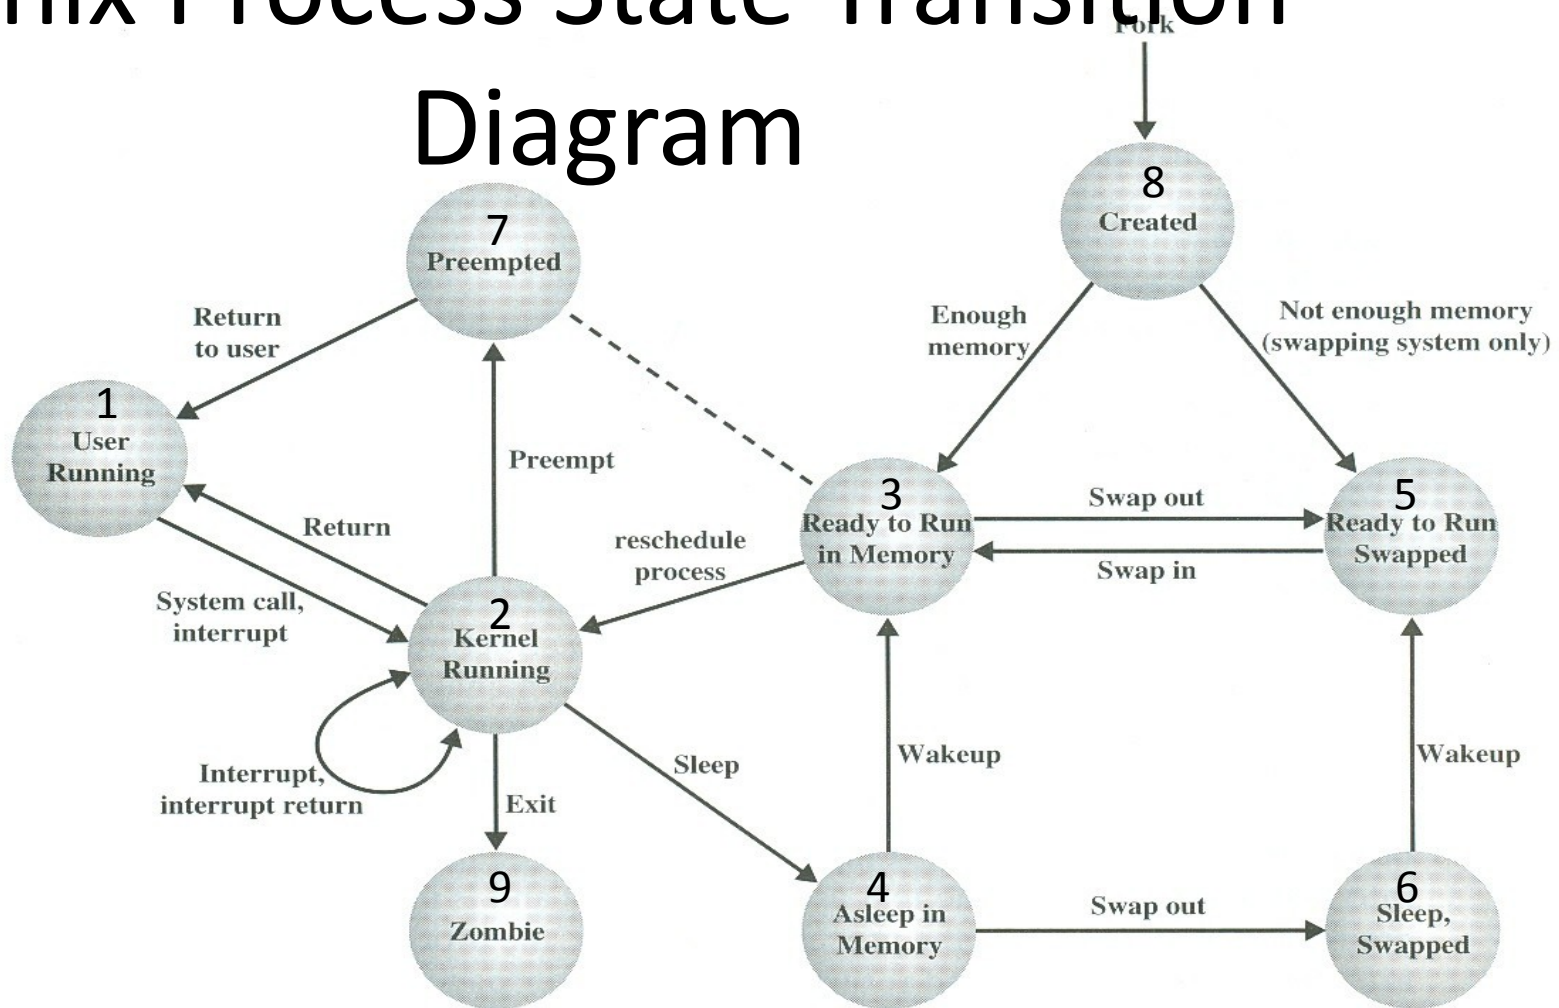 Process State Transition
Diagram
Fork
8
Created
7
Preempted
Return
to user
Enough
memory
Not enough memory
(swapping system only)
1
User
Running
Preempt
Return
System call,
interrupt
reschedule
process
3
Ready to Run
in Memory
Swap out
Swap in
5
Ready to Run
Swapped
2
Kernel
Running
Interrupt,
interrupt return
Exit
Sleep
Wakeup
Wakeup
9
Zombie
4
Asleep in
Memory
Swap out
6
Sleep,
Swapped